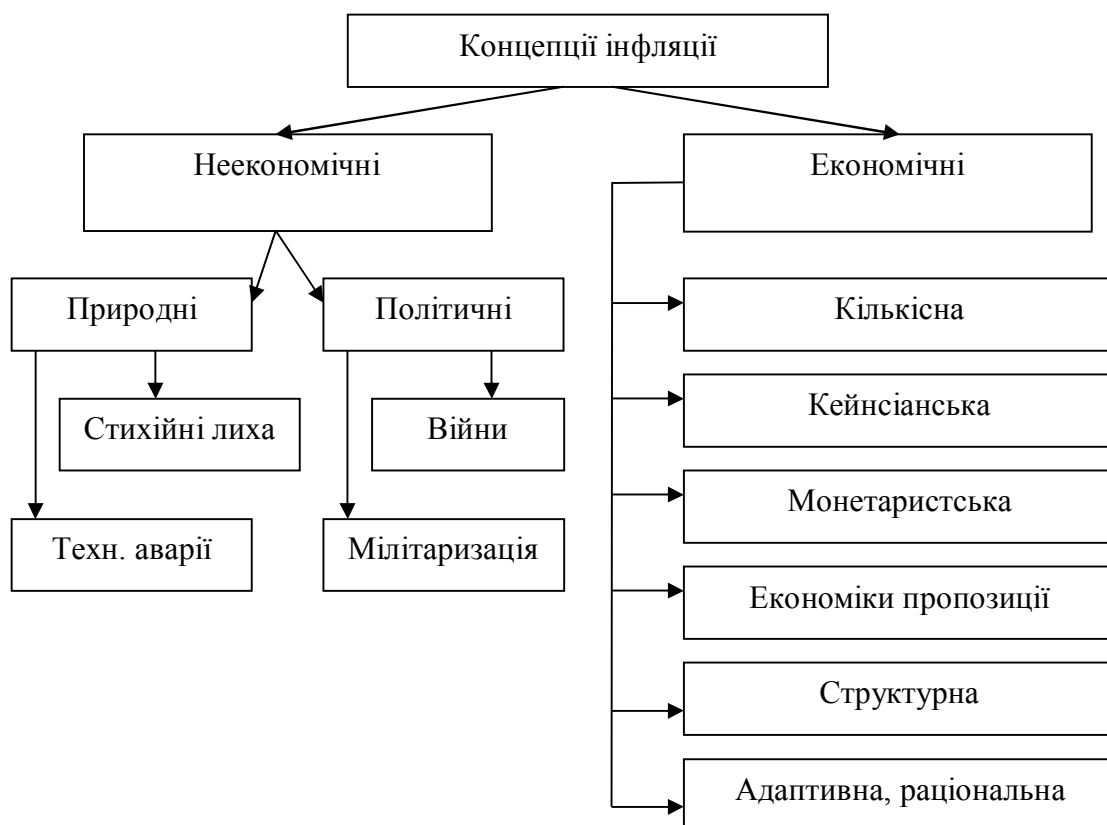 Концепції інфляції
Неекономічні
Економічні
Природні
Політичні
Кількісна
Стихійні лиха
Війни
Кейнсіанська
Монетаристська
Техн. аварії
Мілітаризація
Економіки пропозиції
Структурна
Адаптивна, раціональна